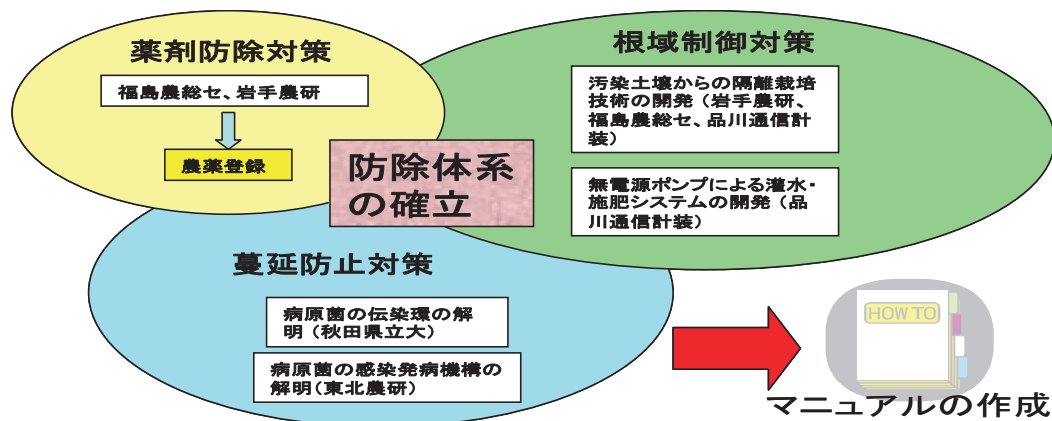 薬剤防除対策
福島農総セ、岩手農研
農薬登録
根域制御対策
汚染土壌からの隔離栽培
技術の開発(岩手農研、
福島農総セ、品川通信計
装)
無電源ポンプによる灌水・
施肥システムの開発(品
川通信計装)
防除体系
の確立
蔓延防止対策
病原菌の伝染環の解
明(秋田県立大)
病原菌の感染発病機構の
解明(東北農研)
HOW TO
マニュアルの作成